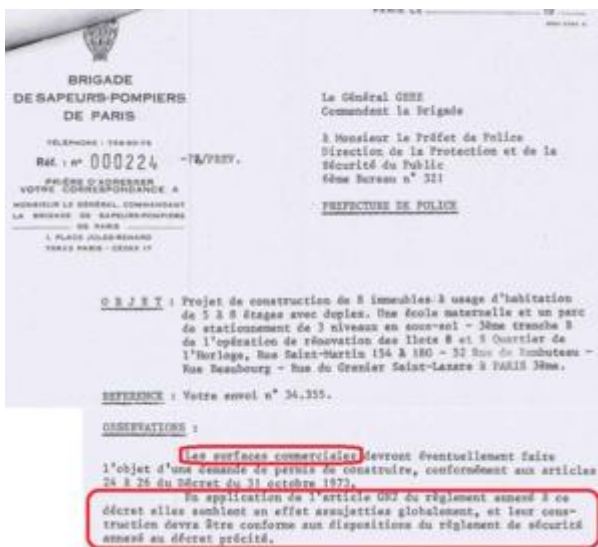 BRIGADE
DE SAPEURS-POMPIERS
DE PARIS
TÉLÉPHONE :
Réf. : n° 000224 -78/PREV.
PRIÈRE D'ADRESSER
VOTRE CORRESPONDANCE A
MONSIEUR LE GÉNÉRAL, COMMANDANT
LA BRIGADE DE SAPEURS-POMPIERS
DE PARIS
1, PLACE JULES-RENARD
75823 PARIS - CEDEX 17
Le Général GERE
Commandant la Brigade
à Monsieur le Préfet de Police
Direction de la Protection et de la
Sécurité du Public
6ème Bureau n° 321
PREFECTURE DE POLICE
O B J E T : Projet de construction de 8 immeubles à usage d'habitation
de 5 à 8 étages avec duplex. Une école maternelle et un parc
de stationnement de 3 niveaux en sous-sol - 3ème tranche B
de l'opération de rénovation des Ilots 8 et 9 Quartier de
l'Horloge, Rue Saint-Martin 154 à 180 - 52 Rue de Rambuteau -
Rue Beaubourg - Rue du Grenier Saint-Lazare à PARIS 3ème.
REFERENCE : Votre envoi n° 34.355.
OBSERVATIONS :
Les surfaces commerciales devront éventuellement faire
l'objet d'une demande de permis de construire, conformément aux articles
24 à 26 du Décret du 31 octobre 1973.
En application de l'article GN2 du règlement annexé à ce
décret elles semblent en effet assujetties globalement, et leur cons-
truction devra être conforme aux dispositions du règlement de sécurité
annexé au décret précité.